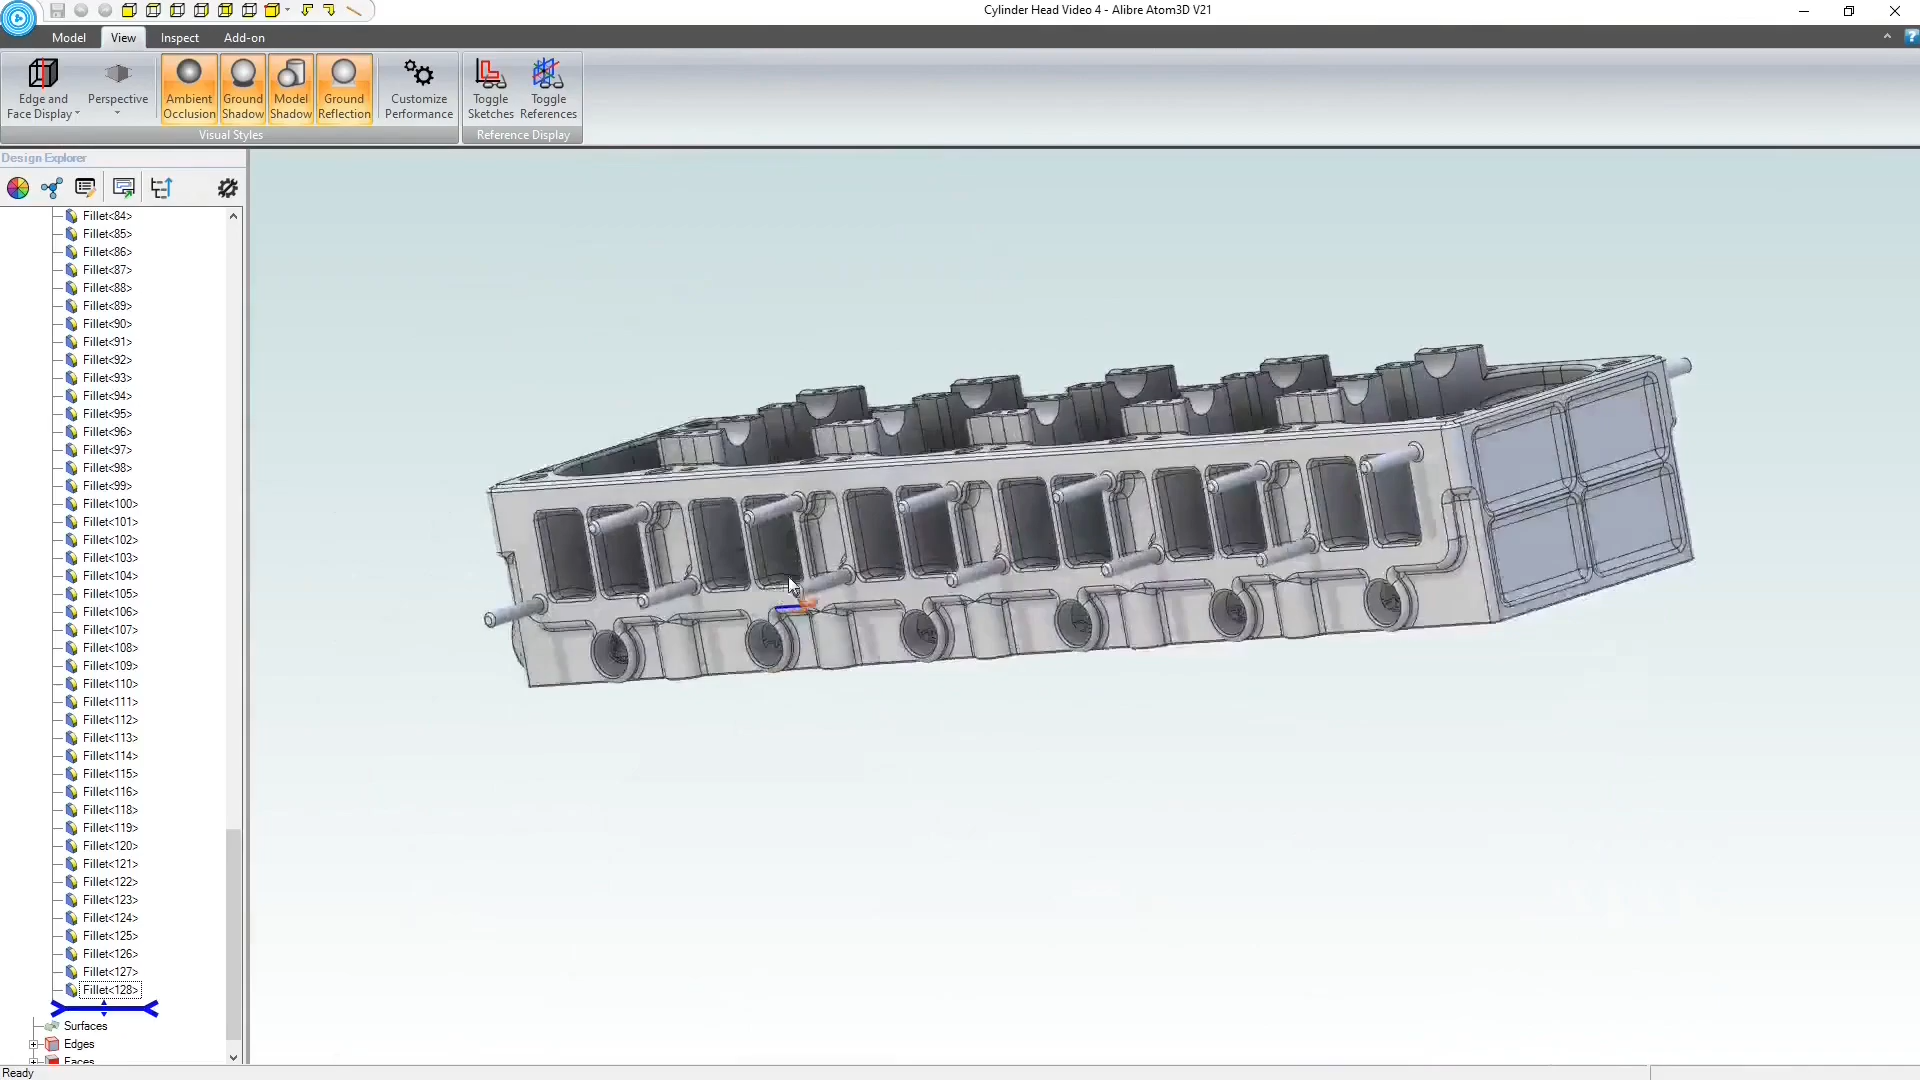 Cylinder Head Video 4 - Alibre Atom3D V21
Model View Inspect Add-on
Edge and Face Display
Perspective
Ambient Occlusion
Ground Shadow
Model Shadow
Ground Reflection
Customize Performance
Toggle Sketches
Toggle References
Visual Styles
Reference Display
Design Explorer
Fillet<84>
Fillet<85>
Fillet<86>
Fillet<87>
Fillet<88>
Fillet<89>
Fillet<90>
Fillet<91>
Fillet<92>
Fillet<93>
Fillet<94>
Fillet<95>
Fillet<96>
Fillet<97>
Fillet<98>
Fillet<99>
Fillet<100>
Fillet<101>
Fillet<102>
Fillet<103>
Fillet<104>
Fillet<105>
Fillet<106>
Fillet<107>
Fillet<108>
Fillet<109>
Fillet<110>
Fillet<111>
Fillet<112>
Fillet<113>
Fillet<114>
Fillet<115>
Fillet<116>
Fillet<118>
Fillet<119>
Fillet<120>
Fillet<121>
Fillet<122>
Fillet<123>
Fillet<124>
Fillet<125>
Fillet<126>
Fillet<127>
Fillet<128>
Surfaces
Edges
Faces
Ready